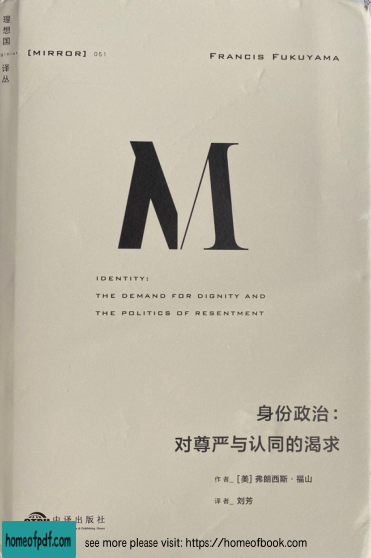 理想国
译丛
[MIRROR] 051
FRANCIS FUKUYAMA
M
IDENTITY:
THE DEMAND FOR DIGNITY AND
THE POLITICS OF RESENTMENT
身份政治：
对尊严与认同的渴求
作者_ [美] 弗朗西斯·福山
译者_ 刘芳
中译出版社
homeofpdf.com
see more please visit: https://homeofbook.com